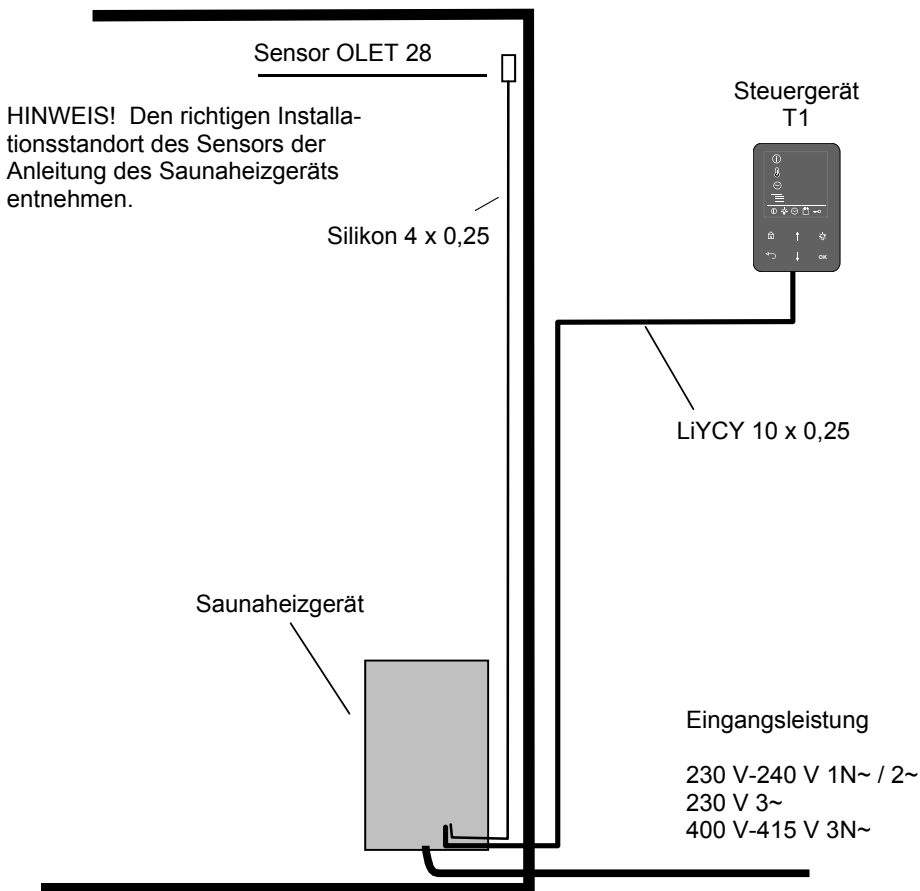 Sensor OLET 28
HINWEIS!  Den richtigen Installa-
tionsstandort des Sensors der
Anleitung des Saunaheizgeräts
entnehmen.
Steuergerät
T1
OK
Silikon 4 x 0,25
LiYCY 10 x 0,25
Saunaheizgerät
Eingangsleistung
230 V-240 V 1N~ / 2~
230 V 3~
400 V-415 V 3N~